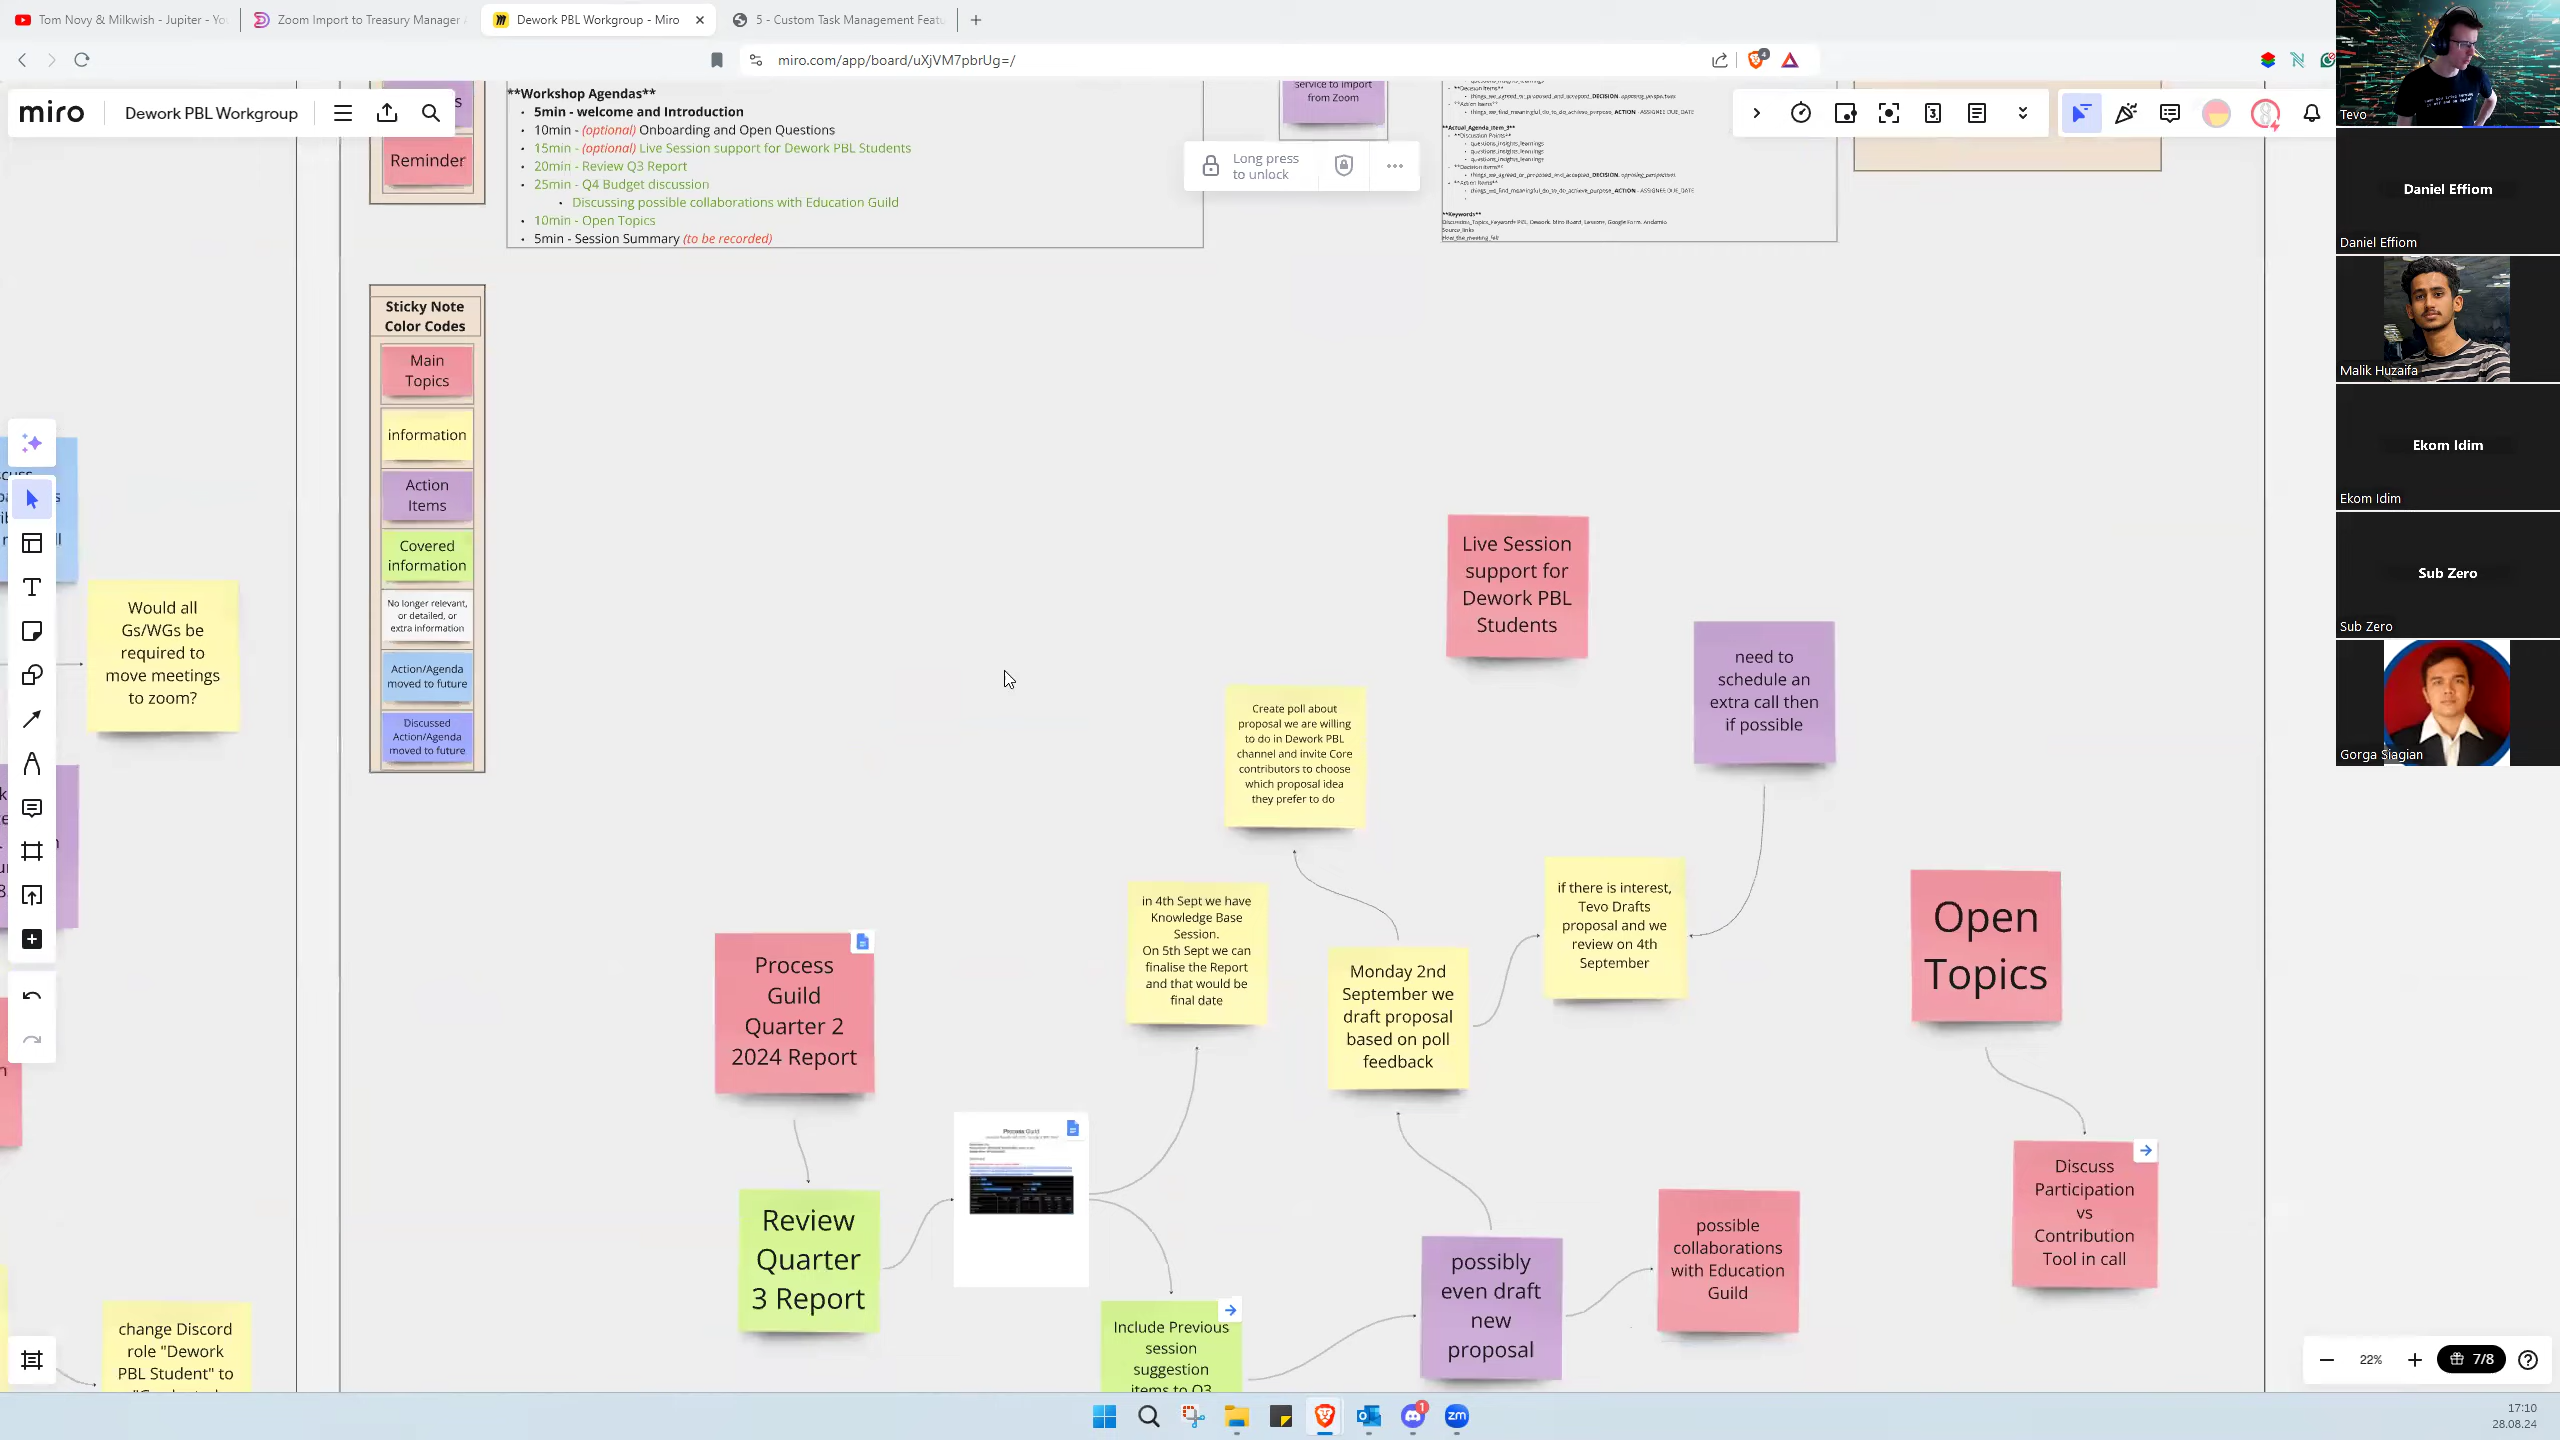 Tom Novy & Milkwish - Jupiter - Yo
Zoom Import to Treasury Manager
Dework PBL Workgroup - Miro
5 - Custom Task Management Featu
miro.com/app/board/uXjVM7pbrUg=/
4
miro
Dework PBL Workgroup
Reminder
**Workshop Agendas**
• 5min - welcome and Introduction
• 10min - (optional) Onboarding and Open Questions
• 15min - (optional) Live Session support for Dework PBL Students
• 20min - Review Q3 Report
• 25min - Q4 Budget discussion
• Discussing possible collaborations with Education Guild
• 10min - Open Topics
• 5min - Session Summary (to be recorded)
service to import
from Zoom
Long press
to unlock
**Keywords**
Tevo
Daniel Effiom
Daniel Effiom
Malik Huzaifa
Ekom Idim
Ekom Idim
Sub Zero
Sub Zero
Gorga Siagian
Sticky Note
Color Codes
Main
Topics
information
Action
Items
Covered
information
No longer relevant,
or detailed, or
extra information
Action/Agenda
moved to future
Discussed
Action/Agenda
moved to future
Would all
Gs/WGs be
required to
move meetings
to zoom?
change Discord
role "Dework
PBL Student" to
Live Session
support for
Dework PBL
Students
need to
schedule an
extra call then
if possible
Create poll about
proposal we are willing
to do in Dework PBL
channel and invite Core
contributors to choose
which proposal idea
they prefer to do
in 4th Sept we have
Knowledge Base
Session.
On 5th Sept we can
finalise the Report
and that would be
final date
if there is interest,
Tevo Drafts
proposal and we
review on 4th
September
Monday 2nd
September we
draft proposal
based on poll
feedback
Open
Topics
Process
Guild
Quarter 2
2024 Report
Process Guild
Review
Quarter
3 Report
Include Previous
session
suggestion
items to Q3
possibly
even draft
new
proposal
possible
collaborations
with Education
Guild
Discuss
Participation
vs
Contribution
Tool in call
22%
7/8
1
zm
17:10
28.08.24